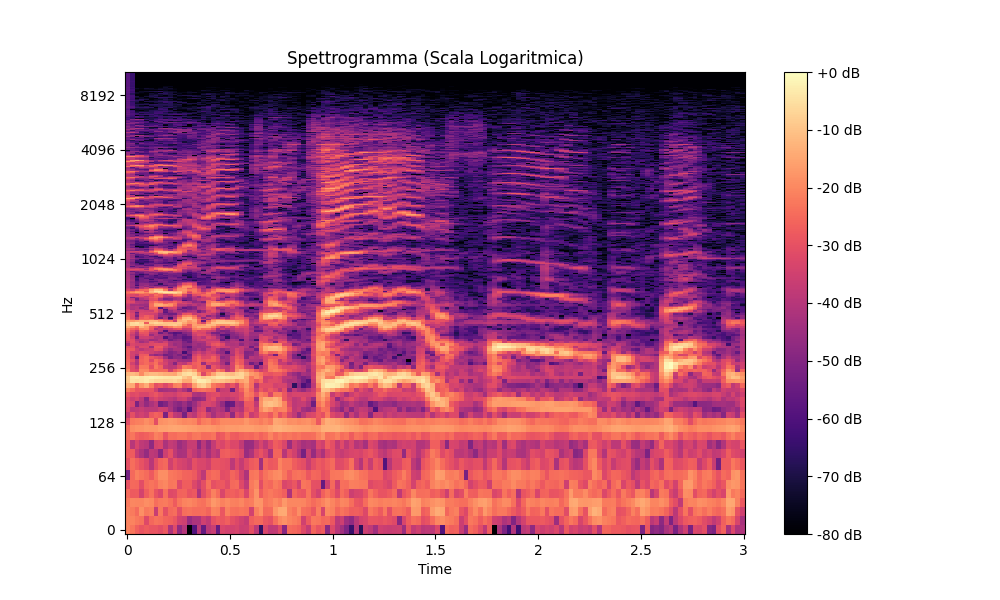 Spettrogramma (Scala Logaritmica)
Hz
8192
4096
2048
1024
512
256
128
64
0
0 0.5 1 1.5 2 2.5 3
Time
+0 dB
-10 dB
-20 dB
-30 dB
-40 dB
-50 dB
-60 dB
-70 dB
-80 dB